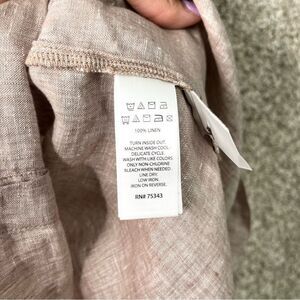 100% LINEN
TURN INSIDE OUT.
MACHINE WASH COOL.
DELICATE CYCLE.
WASH WITH LIKE COLORS
ONLY NON-CHLORINE
BLEACH WHEN NEEDED.
LINE DRY.
LOW IRON.
IRON ON REVERSE.
RN# 75343